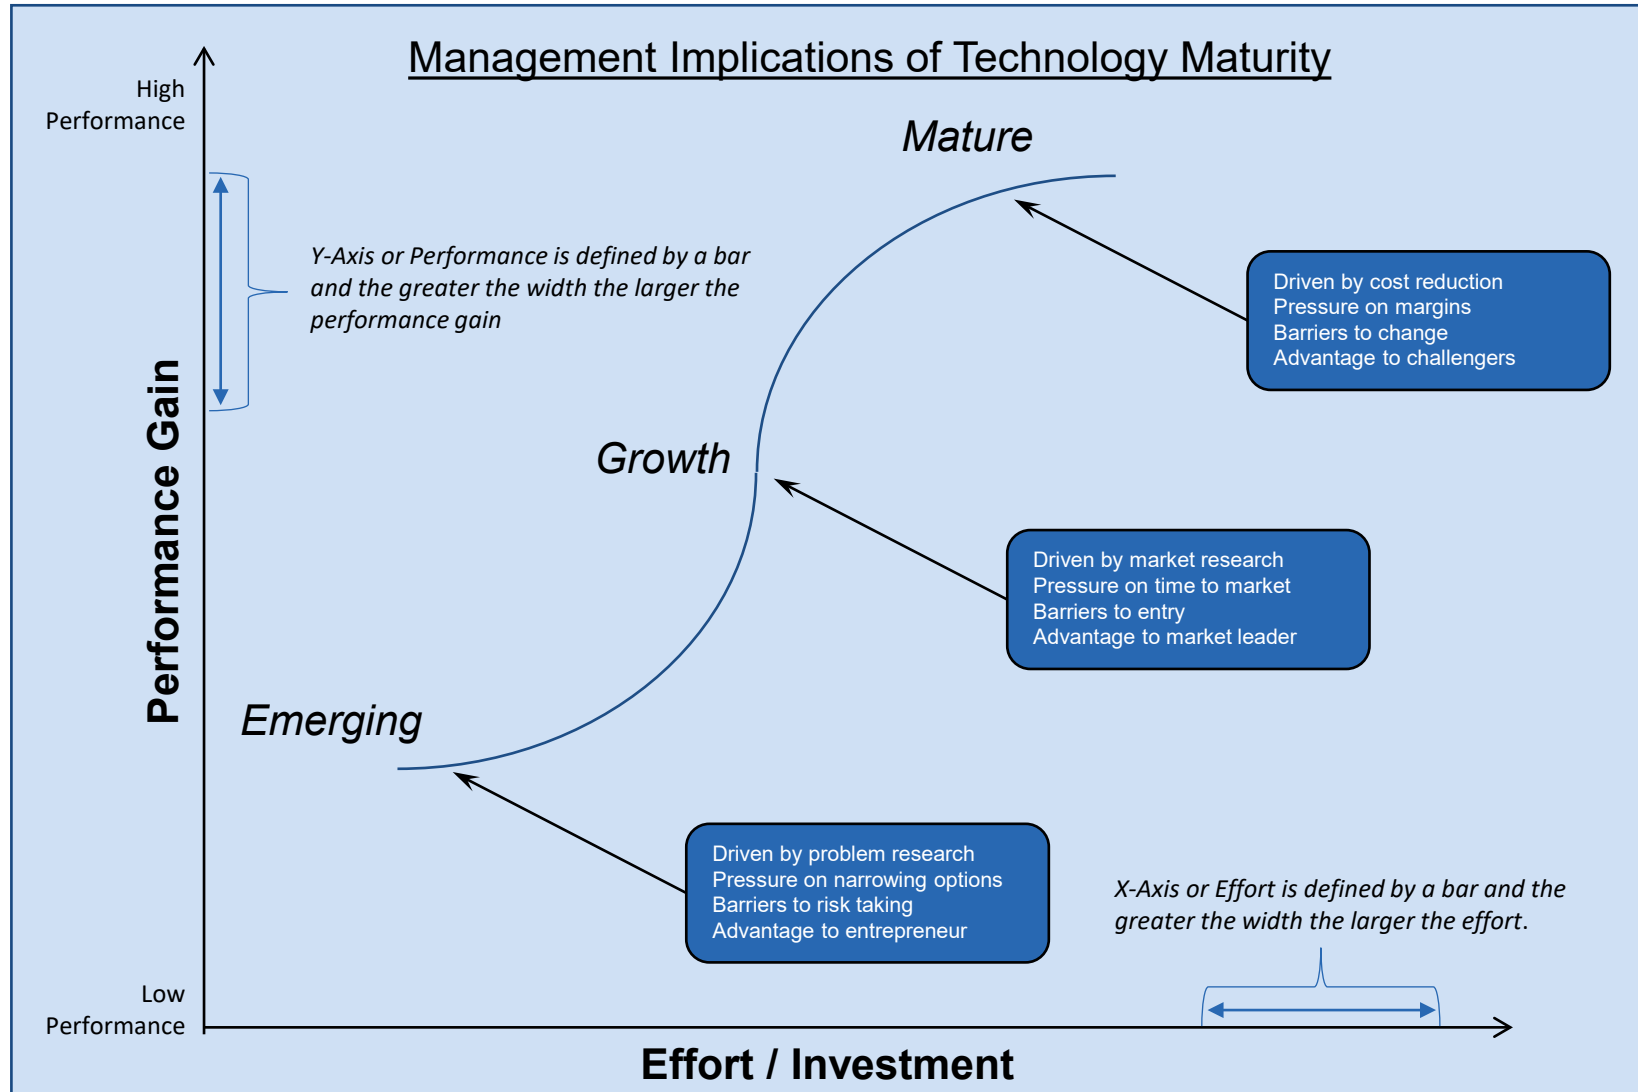 Management Implications of Technology Maturity
High
Performance
Mature
Y-Axis or Performance is defined by a bar
and the greater the width the larger the
performance gain
Driven by cost reduction
Pressure on margins
Barriers to change
Advantage to challengers
Performance Gain
Growth
Driven by market research
Pressure on time to market
Barriers to entry
Advantage to market leader
Emerging
Driven by problem research
Pressure on narrowing options
Barriers to risk taking
Advantage to entrepreneur
X-Axis or Effort is defined by a bar and the
greater the width the larger the effort.
Low
Performance
Effort / Investment